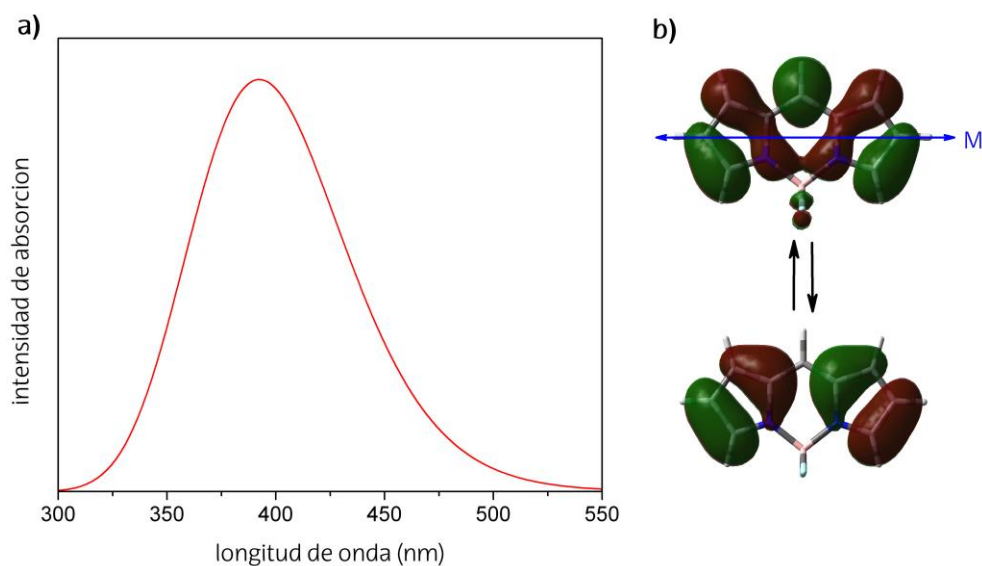 a)
b)
intensidad de absorcion
M
300
350
400
450
500
550
longitud de onda (nm)